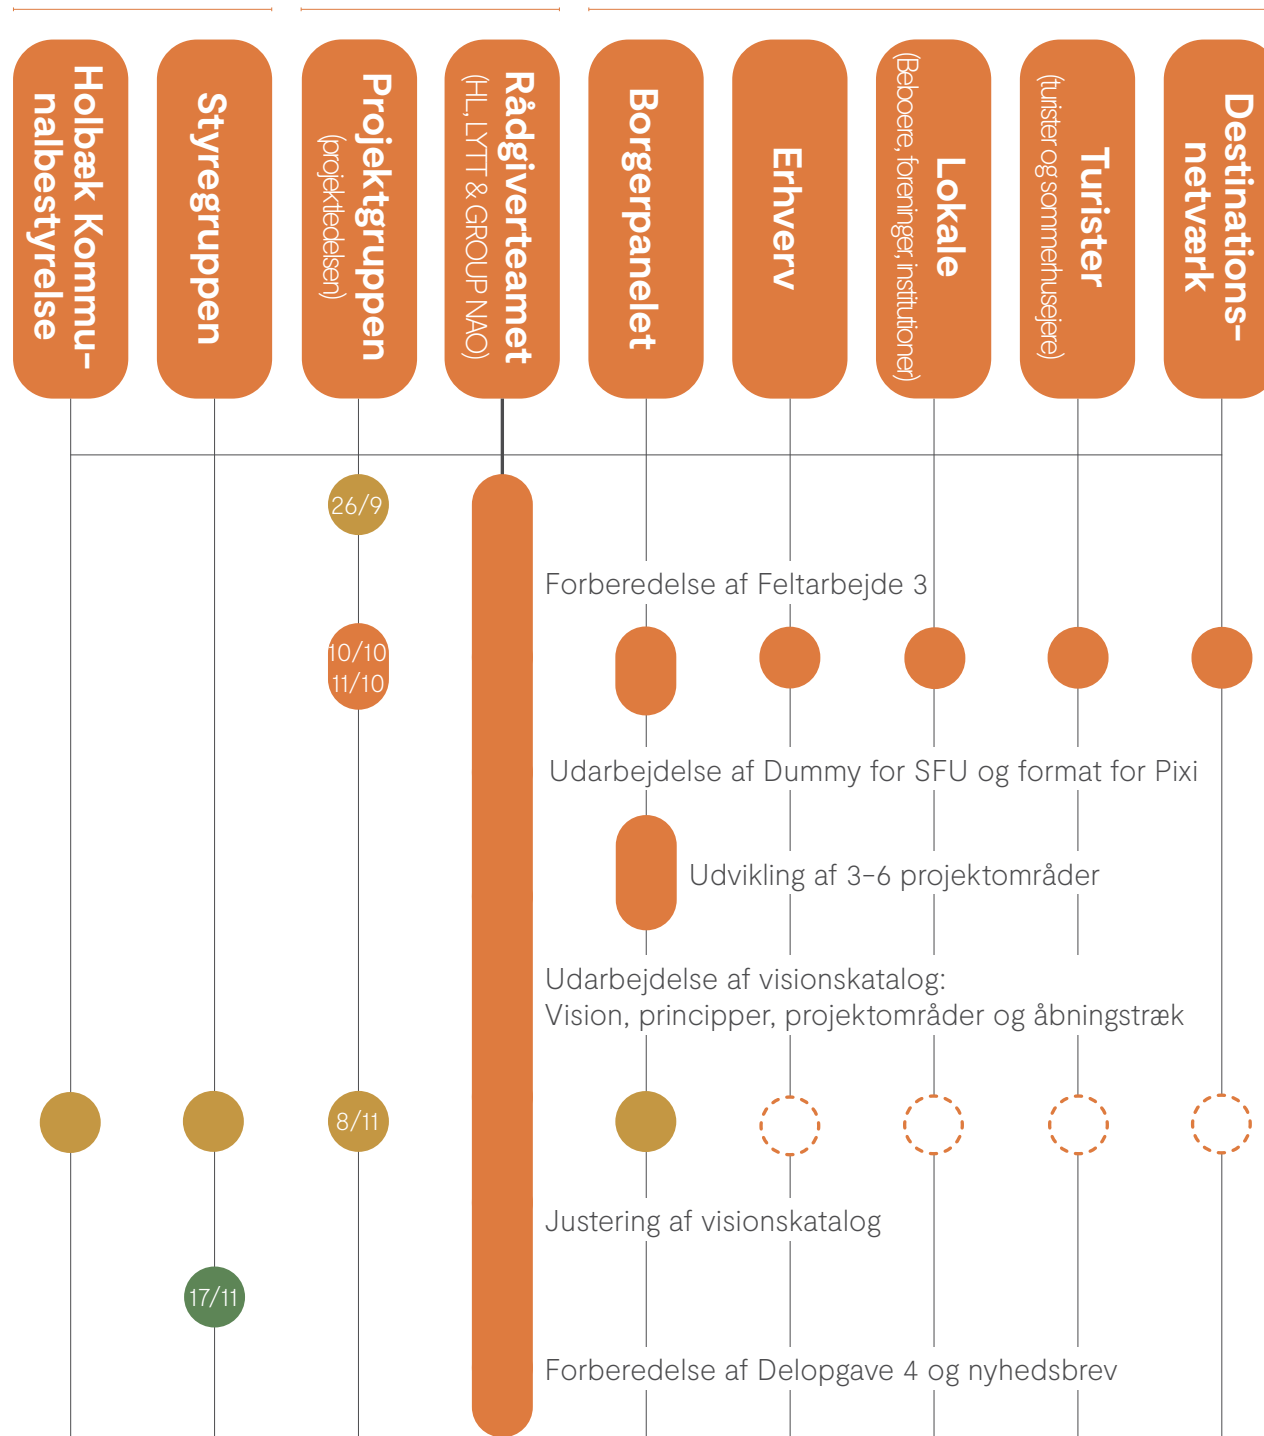 Holbæk Kommu-
nalbestyrelse
Styregruppen
Projektgruppen
(projektledelsen)
Rådgiverteamet
(HL, LYTT & GROUP NAO)
Borgerpanelet
Erhverv
Lokale
(Beboere, foreninger, institutioner)
Turister
(turister og sommerhusejere)
Destinations-
netværk
26/9
Forberedelse af Feltarbejde 3
10/10
11/10
Udarbejdelse af Dummy for SFU og format for Pixi
Udvikling af 3-6 projektområder
Udarbejdelse af visionskatalog:
Vision, principper, projektområder og åbningstræk
8/11
Justering af visionskatalog
17/11
Forberedelse af Delopgave 4 og nyhedsbrev